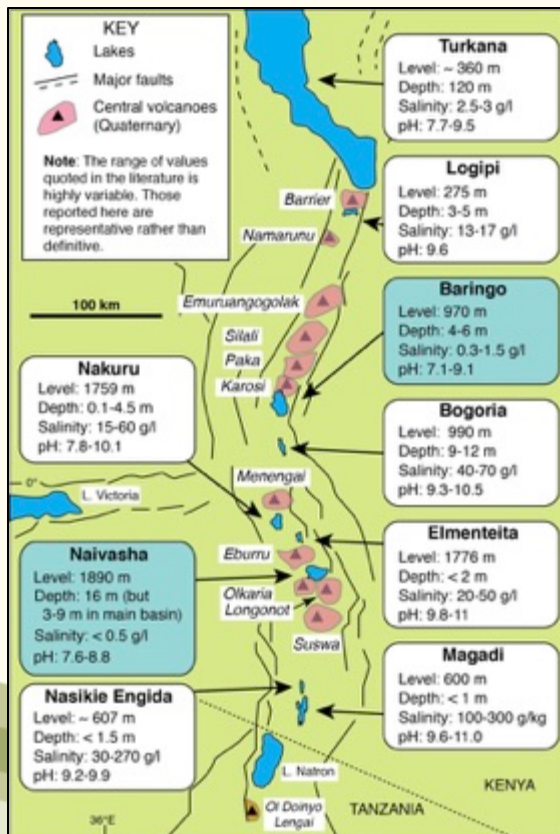 KEY
Lakes
Major faults
Central volcanoes
(Quaternary)
Note: The range of values
quoted in the literature is
highly variable. Those
reported here are
representative rather than
definitive.
100 km
Turkana
Level: ~ 360 m
Depth: 120 m
Salinity: 2.5-3 g/l
pH: 7.7-9.5
Logipi
Level: 275 m
Depth: 3-5 m
Salinity: 13-17 g/l
pH: 9.6
Barrier
Namarunu
Emuruangogolak
Silali
Paka
Karosi
Baringo
Level: 970 m
Depth: 4-6 m
Salinity: 0.3-1.5 g/l
pH: 7.1-9.1
Nakuru
Level: 1759 m
Depth: 0.1-4.5 m
Salinity: 15-60 g/l
pH: 7.8-10.1
Bogoria
Level: 990 m
Depth: 9-12 m
Salinity: 40-70 g/l
pH: 9.3-10.5
Menengai
0°
L. Victoria
Eburru
Olkaria
Longonot
Suswa
Elmenteita
Level: 1776 m
Depth: < 2 m
Salinity: 20-50 g/l
pH: 9.8-11
Naivasha
Level: 1890 m
Depth: 16 m (but
3-9 m in main basin)
Salinity: < 0.5 g/l
pH: 7.6-8.8
Magadi
Level: 600 m
Depth: < 1 m
Salinity: 100-300 g/kg
pH: 9.6-11.0
Nasikie Engida
Level: ~ 607 m
Depth: < 1.5 m
Salinity: 30-270 g/l
pH: 9.2-9.9
L. Natron
KENYA
TANZANIA
Ol Doinyo
Lengai
36°E